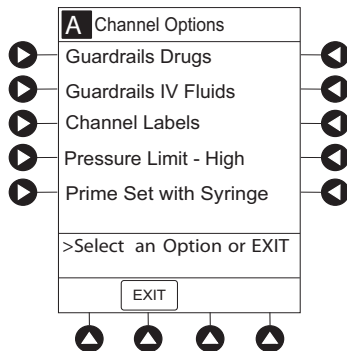 A Channel Options
Guardrails Drugs
Guardrails IV Fluids
Channel Labels
Pressure Limit - High
Prime Set with Syringe
>Select an Option or EXIT
EXIT